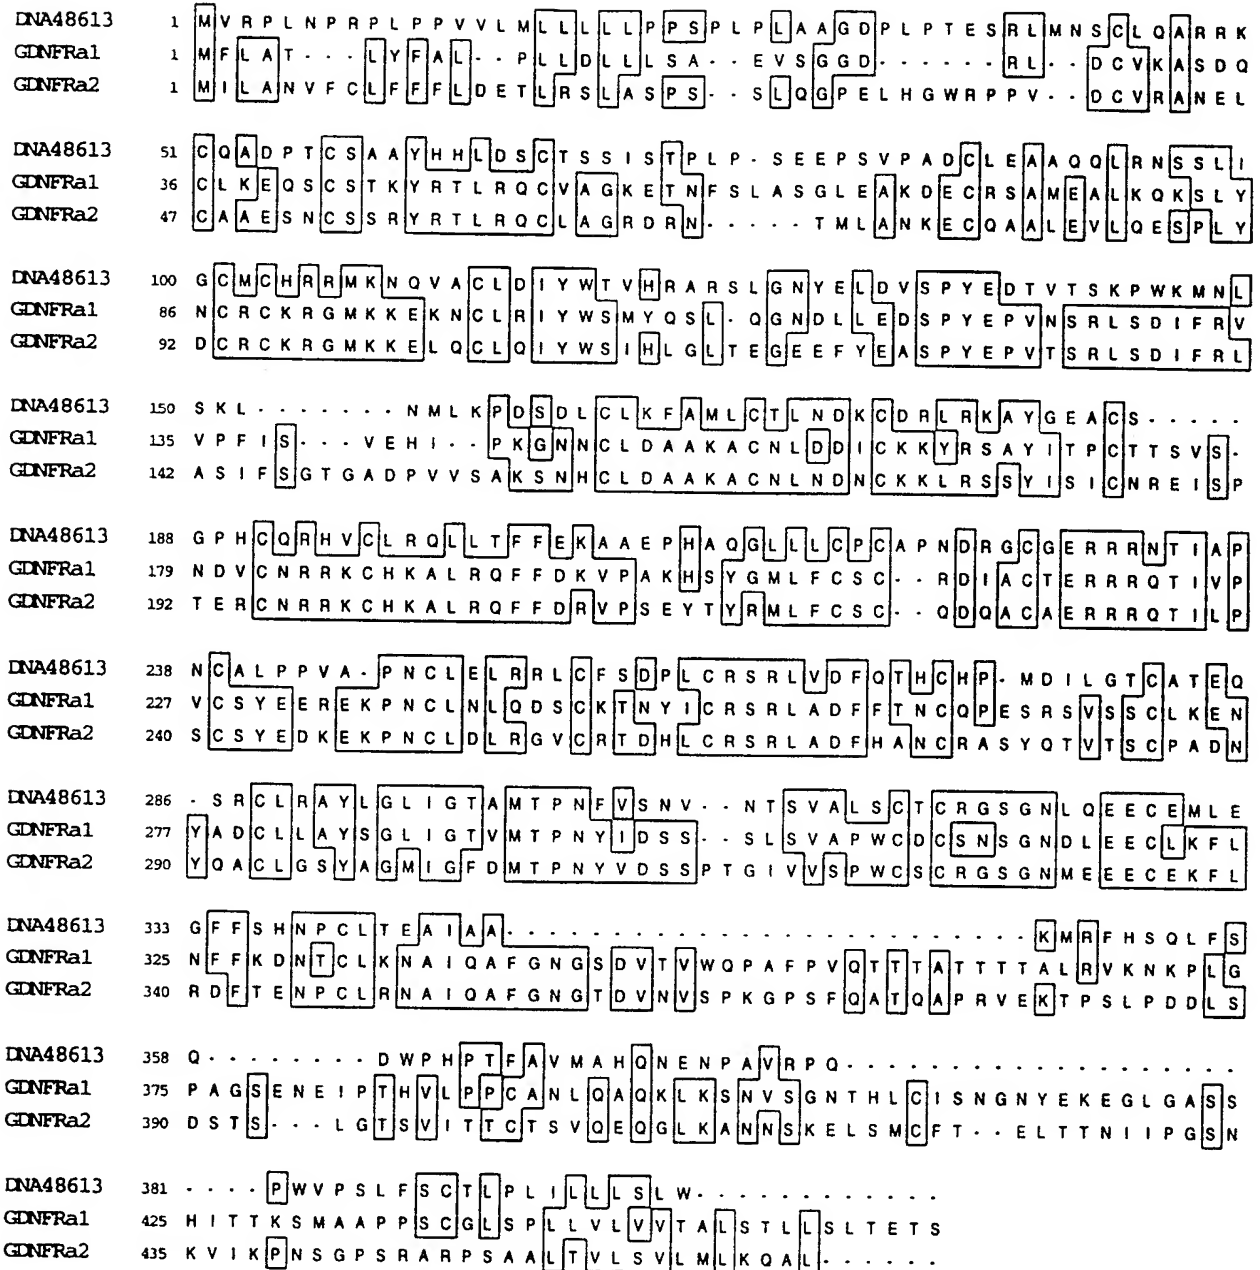 DNA48613 1 M V R P L N P R P L P P V V L M L L L L L P P S P L P L A A G D P L P T E S R L M N S C L Q A R R K
GDNFRa1 1 M F L A T · · · L Y F A L · · P L L D L L L S A · · E V S G G D · · · · · · R L · · D C V K A S D Q
GDNFRa2 1 M I L A N V F C L F F F L D E T L R S L A S P S · · S L Q G P E L H G W R P P V · · D C V R A N E L
DNA48613 51 C Q A D P T C S A A Y H H L D S C T S S I S T P L P · S E E P S V P A D C L E A A Q Q L R N S S L I
GDNFRa1 36 C L K E Q S C S T K Y R T L R Q C V A G K E T N F S L A S G L E A K D E C R S A M E A L K Q K S L Y
GDNFRa2 47 C A A E S N C S S R Y R T L R Q C L A G R D R N · · · · · T M L A N K E C Q A A L E V L Q E S P L Y
DNA48613 100 G C M C H R R M K N Q V A C L D I Y W T V H R A R S L G N Y E L D V S P Y E D T V T S K P W K M N L
GDNFRa1 86 N C R C K R G M K K E K N C L R I Y W S M Y Q S L · Q G N D L L E D S P Y E P V N S R L S D I F R V
GDNFRa2 92 D C R C K R G M K K E L Q C L Q I Y W S I H L G L T E G E E F Y E A S P Y E P V T S R L S D I F R L
DNA48613 150 S K L · · · · · · · N M L K P D S D L C L K F A M L C T L N D K C D R L R K A Y G E A C S · · · · ·
GDNFRa1 135 V P F I S · · · V E H I · · P K G N N C L D A A K A C N L D D I C K K Y R S A Y I T P C T T S V S ·
GDNFRa2 142 A S I F S G T G A D P V V S A K S N H C L D A A K A C N L N D N C K K L R S S Y I S I C N R E I S P
DNA48613 188 G P H C Q R H V C L R Q L L T F F E K A A E P H A Q G L L L C P C A P N D R G C G E R R R N T I A P
GDNFRa1 179 N D V C N R R K C H K A L R Q F F D K V P A K H S Y G M L F C S C · · R D I A C T E R R R Q T I V P
GDNFRa2 192 T E R C N R R K C H K A L R Q F F D R V P S E Y T Y R M L F C S C · · Q D Q A C A E R R R Q T I L P
DNA48613 238 N C A L P P V A · P N C L E L R R L C F S D P L C R S R L V D F Q T H C H P · M D I L G T C A T E Q
GDNFRa1 227 V C S Y E E R E K P N C L N L Q D S C K T N Y I C R S R L A D F F T N C Q P E S R S V S S C L K E N
GDNFRa2 240 S C S Y E D K E K P N C L D L R G V C R T D H L C R S R L A D F H A N C R A S Y Q T V T S C P A D N
DNA48613 286 · S R C L R A Y L G L I G T A M T P N F V S N V · · N T S V A L S C T C R G S G N L Q E E C E M L E
GDNFRa1 277 Y A D C L L A Y S G L I G T V M T P N Y I D S S · · S L S V A P W C D C S N S G N D L E E C L K F L
GDNFRa2 290 Y Q A C L G S Y A G M I G F D M T P N Y V D S S P T G I V V S P W C S C R G S G N M E E E C E K F L
DNA48613 333 G F F S H N P C L T E A I A A · · · · · · · · · · · · · · · · · · · · · · · · · K M R F H S Q L F S
GDNFRa1 325 N F F K D N T C L K N A I Q A F G N G S D V T V W Q P A F P V Q T T T A T T T T A L R V K N K P L G
GDNFRa2 340 R D F T E N P C L R N A I Q A F G N G T D V N V S P K G P S F Q A T Q A P R V E K T P S L P D D L S
DNA48613 358 Q · · · · · · · · D W P H P T F A V M A H Q N E N P A V R P Q · · · · · · · · · · · · · · · · · · ·
GDNFRa1 375 P A G S E N E I P T H V L P P C A N L Q A Q K L K S N V S G N T H L C I S N G N Y E K E G L G A S S
GDNFRa2 390 D S T S · · · L G T S V I T T C T S V Q E Q G L K A N N S K E L S M C F T · · E L T T N I I P G S N
DNA48613 381 · · · · P W V P S L F S C T L P L I L L L S L W · · · · · · · · · · · ·
GDNFRa1 425 H I T T K S M A A P P S C G L S P L L V L V V T A L S T L L S L T E T S
GDNFRa2 435 K V I K P N S G P S R A R P S A A L T V L S V L M L K Q A L · · · · · ·